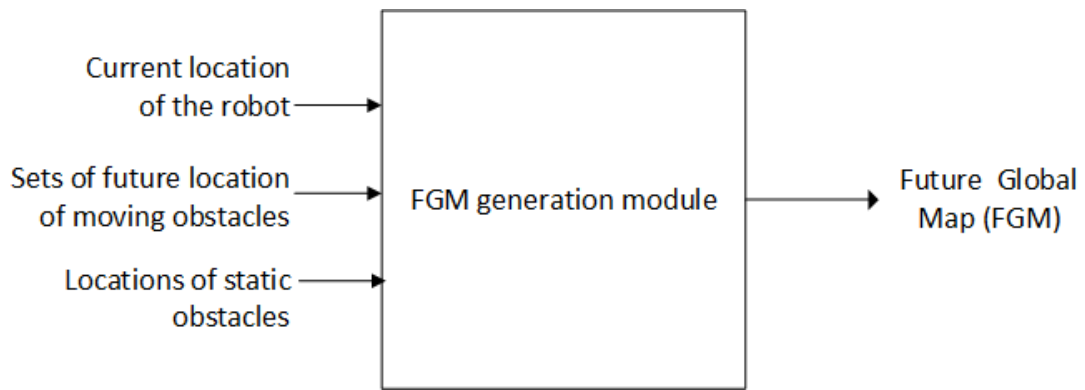 Current location
of the robot
Sets of future location
of moving obstacles
Locations of static
obstacles
FGM generation module
Future Global
Map (FGM)